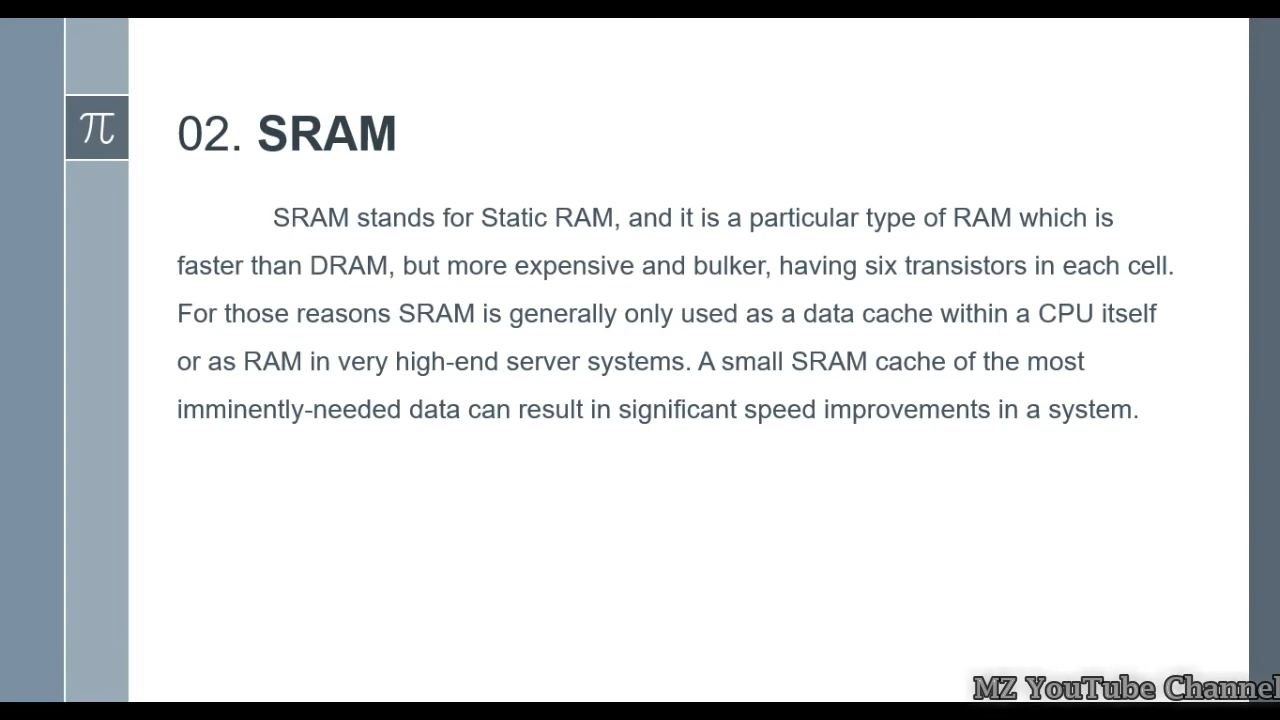 π
02. SRAM
SRAM stands for Static RAM, and it is a particular type of RAM which is
faster than DRAM, but more expensive and bulker, having six transistors in each cell.
For those reasons SRAM is generally only used as a data cache within a CPU itself
or as RAM in very high-end server systems. A small SRAM cache of the most
imminently-needed data can result in significant speed improvements in a system.
MZ YouTube Channel